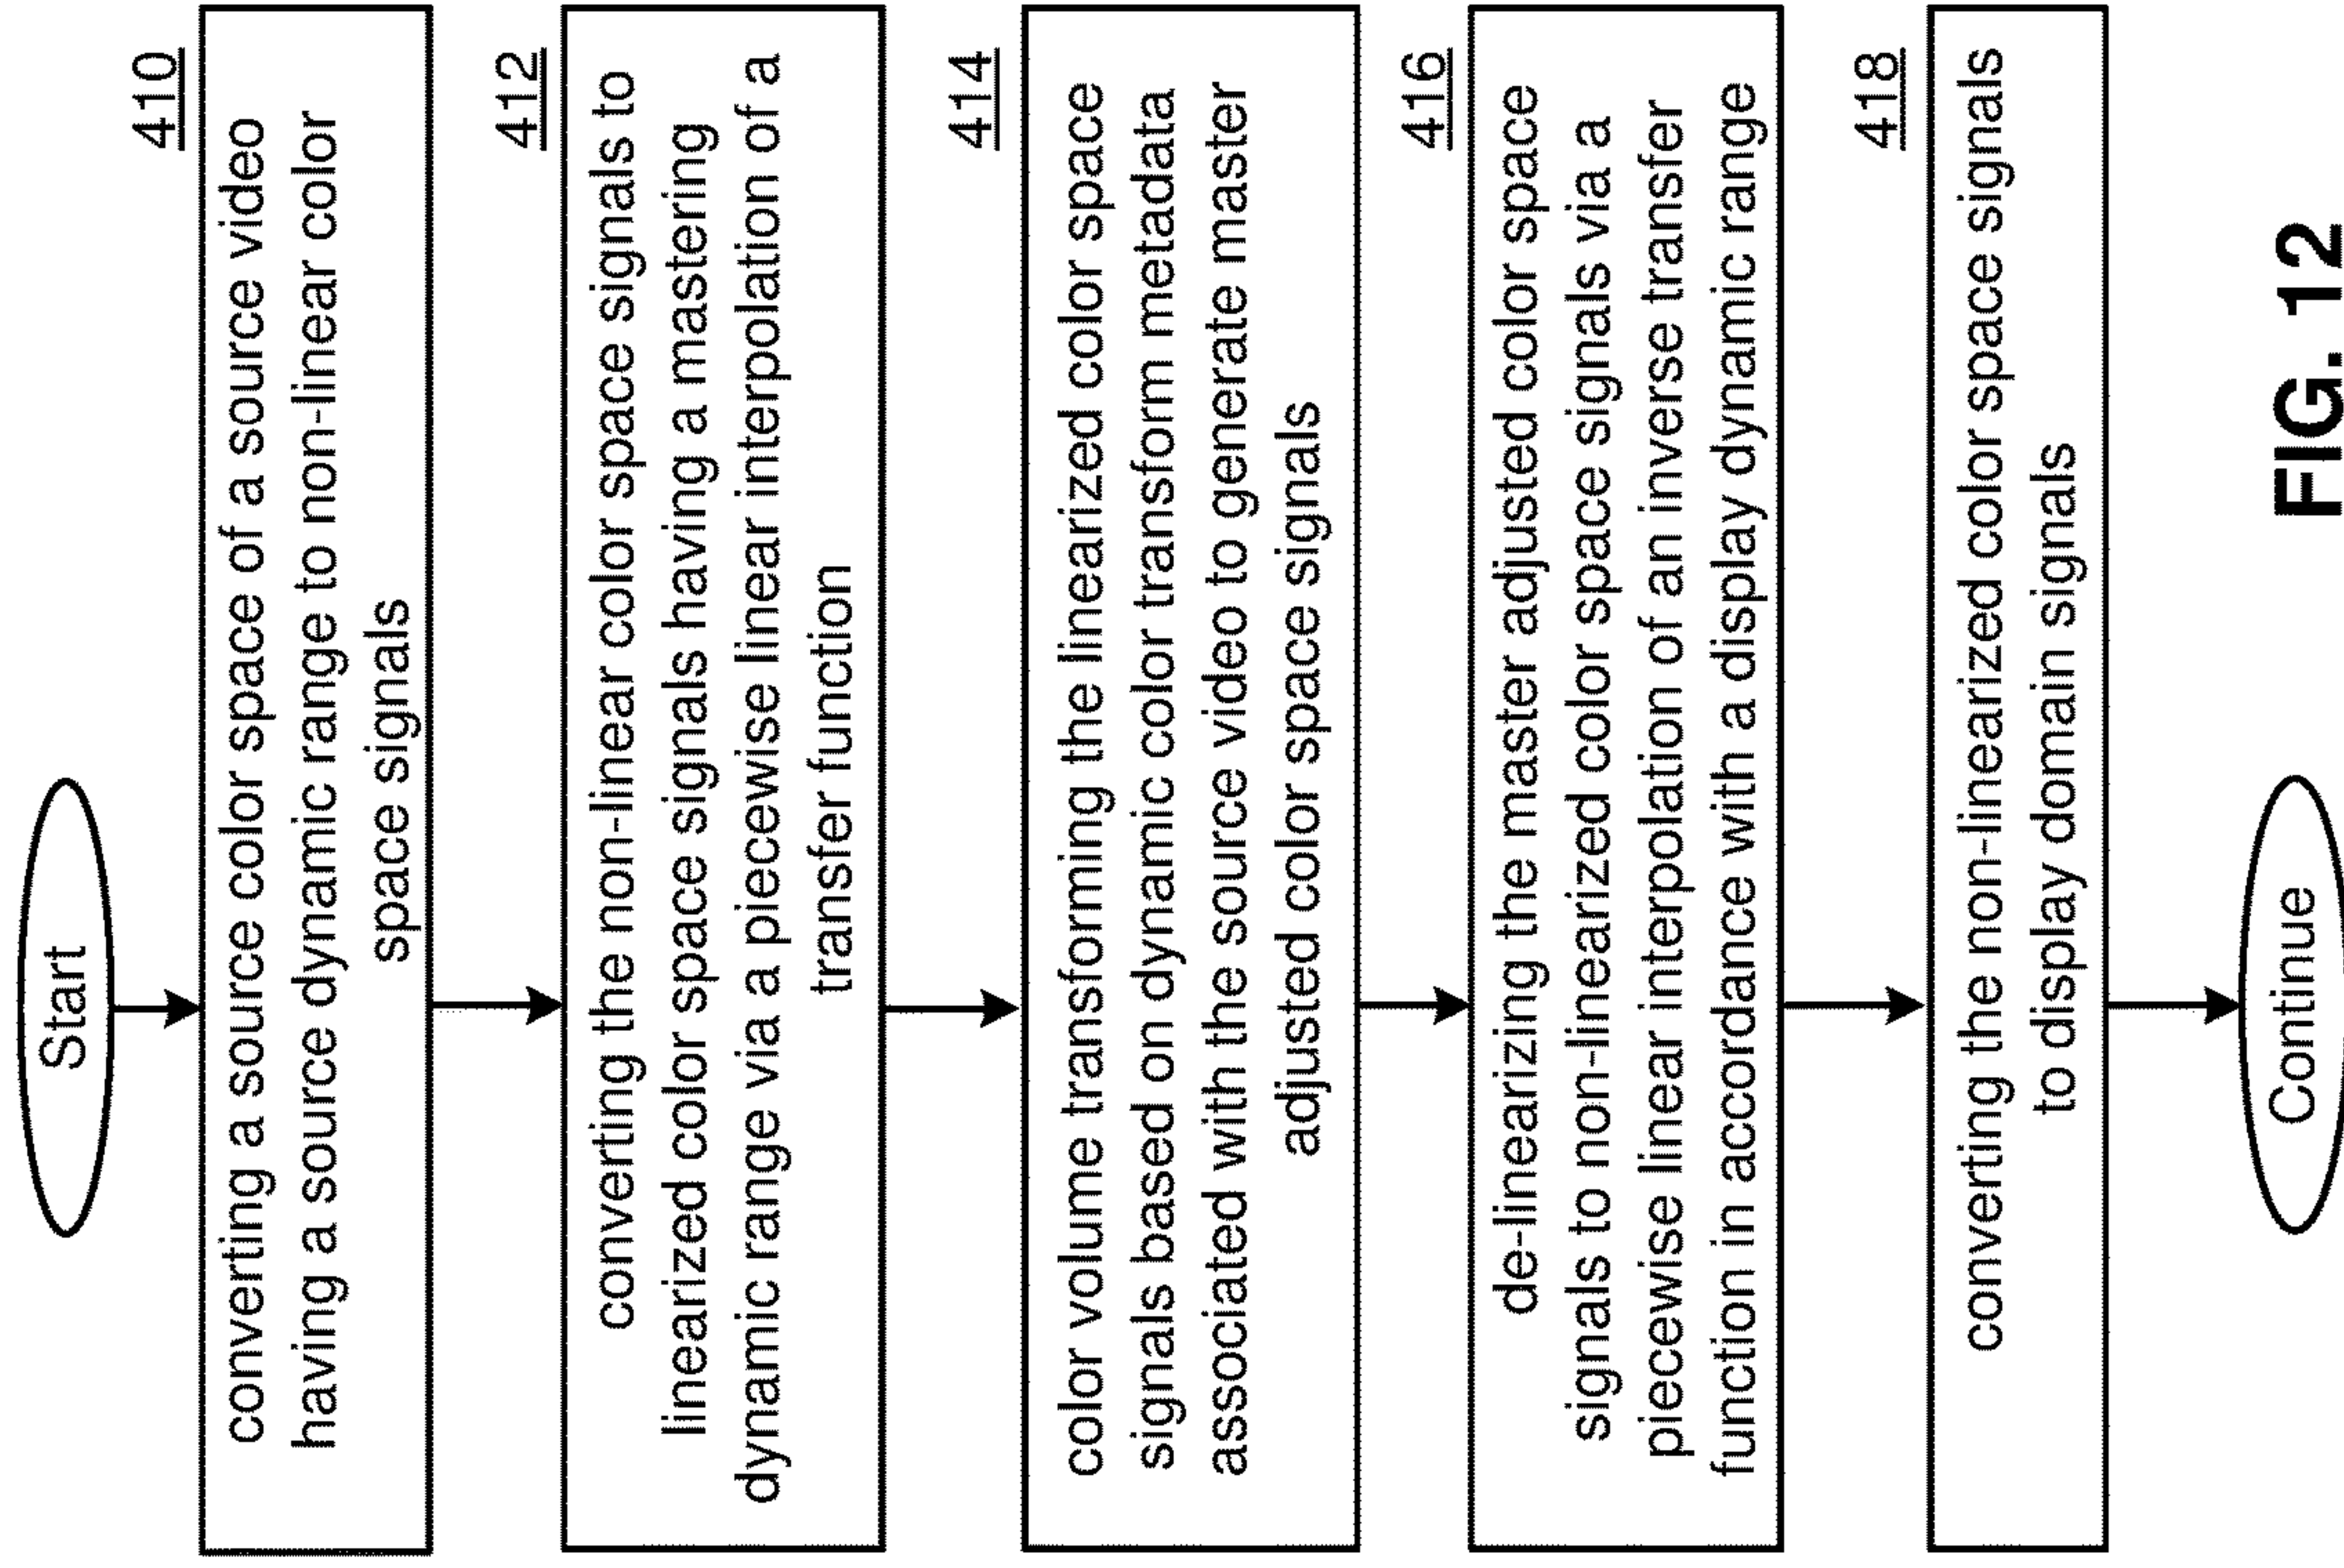 Start
410
converting a source color space of a source video
having a source dynamic range to non-linear color
space signals
412
converting the non-linear color space signals to
linearized color space signals having a mastering
dynamic range via a piecewise linear interpolation of a
transfer function
414
color volume transforming the linearized color space
signals based on dynamic color transform metadata
associated with the source video to generate master
adjusted color space signals
416
de-linearizing the master adjusted color space
signals to non-linearized color space signals via a
piecewise linear interpolation of an inverse transfer
function in accordance with a display dynamic range
418
converting the non-linearized color space signals
to display domain signals
Continue
FIG. 12